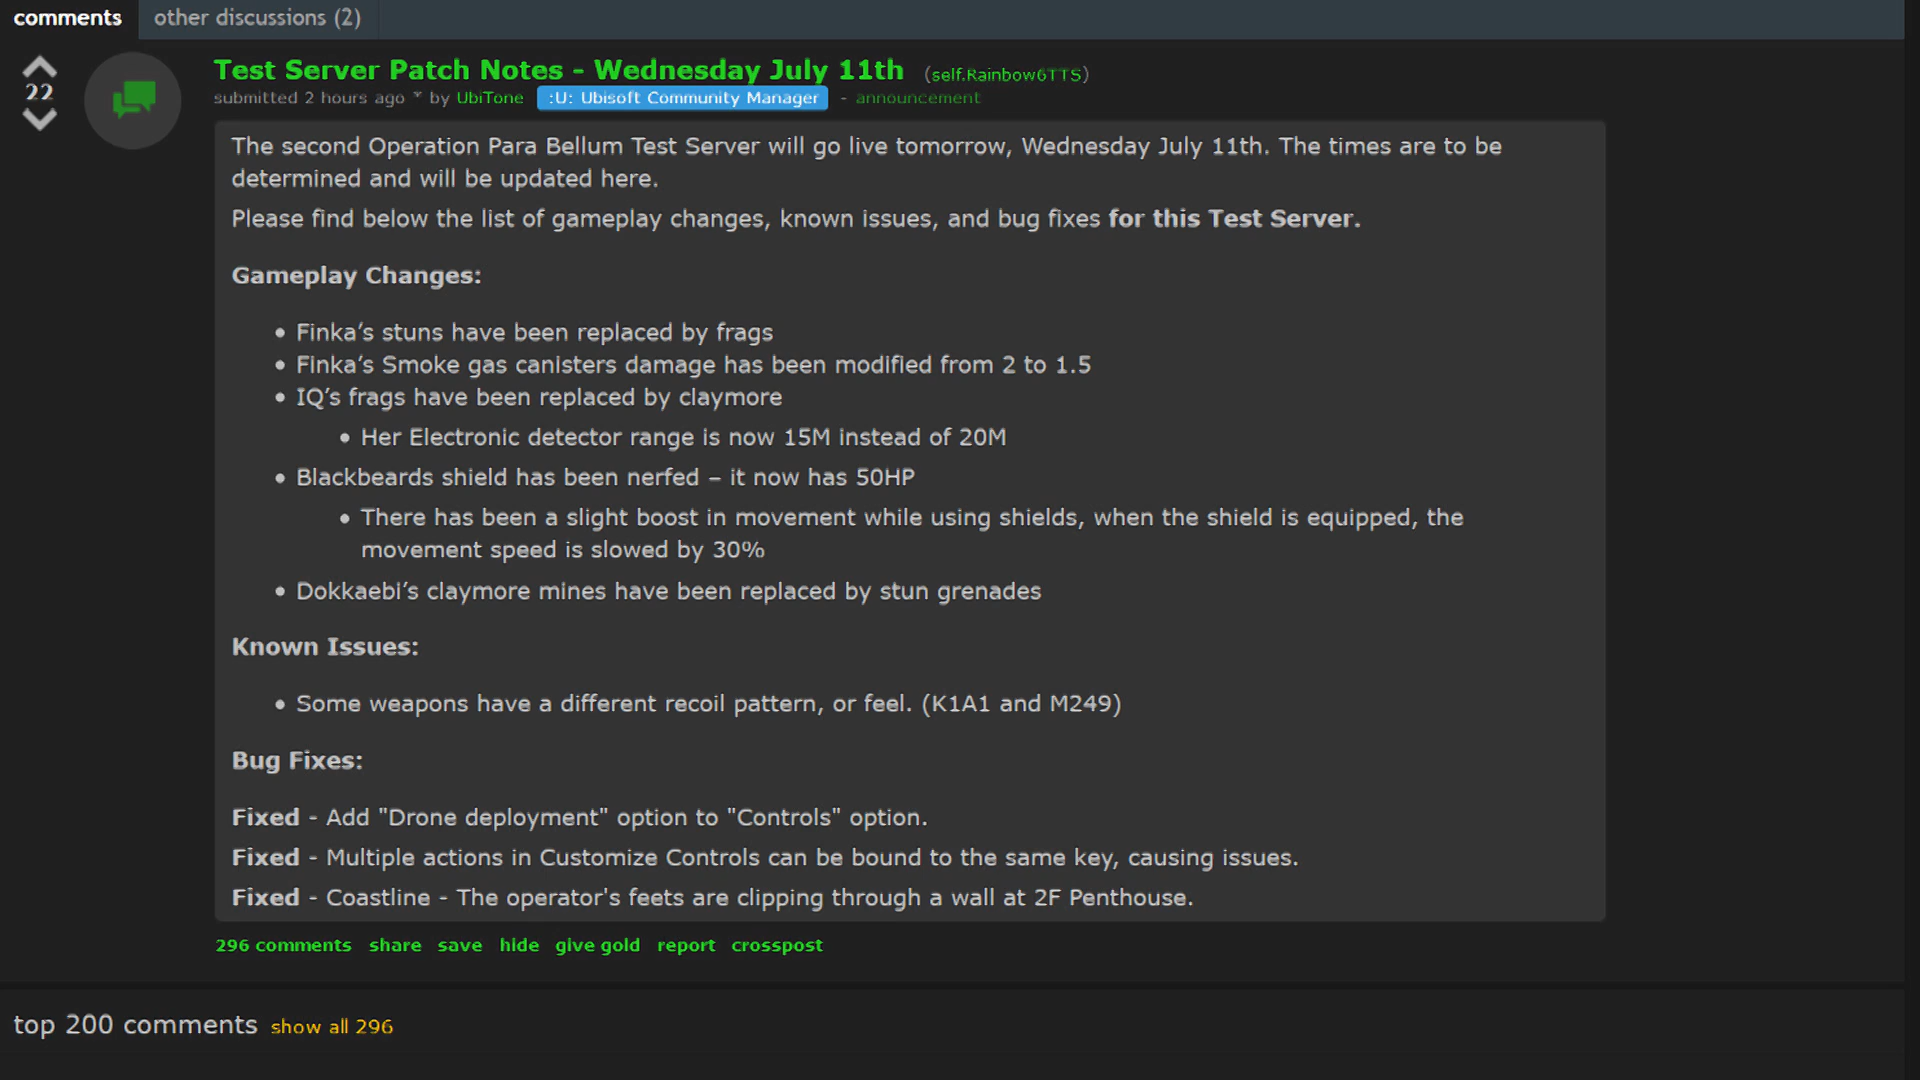 comments other discussions (2)
Test Server Patch Notes - Wednesday July 11th (self.Rainbow6TTS)
22
submitted 2 hours ago * by UbiTone :U: Ubisoft Community Manager - announcement
The second Operation Para Bellum Test Server will go live tomorrow, Wednesday July 11th. The times are to be
determined and will be updated here.
Please find below the list of gameplay changes, known issues, and bug fixes for this Test Server.
Gameplay Changes:
• Finka’s stuns have been replaced by frags
• Finka’s Smoke gas canisters damage has been modified from 2 to 1.5
• IQ’s frags have been replaced by claymore
• Her Electronic detector range is now 15M instead of 20M
• Blackbeards shield has been nerfed – it now has 50HP
• There has been a slight boost in movement while using shields, when the shield is equipped, the
movement speed is slowed by 30%
• Dokkaebi’s claymore mines have been replaced by stun grenades
Known Issues:
• Some weapons have a different recoil pattern, or feel. (K1A1 and M249)
Bug Fixes:
Fixed - Add "Drone deployment" option to "Controls" option.
Fixed - Multiple actions in Customize Controls can be bound to the same key, causing issues.
Fixed - Coastline - The operator's feets are clipping through a wall at 2F Penthouse.
296 comments share save hide give gold report crosspost
top 200 comments show all 296